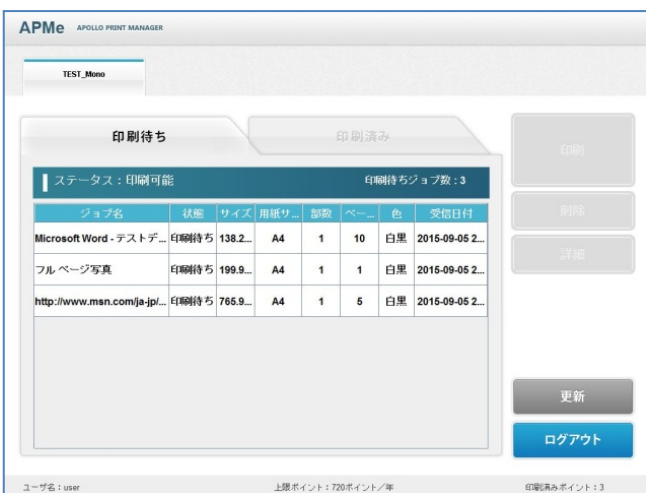 APMe APOLLO PRINT MANAGER
TEST_Mono
印刷待ち 印刷済み
印刷
ステータス：印刷可能 印刷待ちジョブ数：3
削除
ジョブ名 状態 サイズ 用紙サ... 部数 ペー... 色 受信日付
Microsoft Word - テストデ... 印刷待ち 138.2... A4 1 10 白黒 2015-09-05 2...
詳細
フル ページ写真 印刷待ち 199.9... A4 1 1 白黒 2015-09-05 2...
http://www.msn.com/ja-jp/... 印刷待ち 765.9... A4 1 5 白黒 2015-09-05 2...
更新
ログアウト
ユーザ名：user 上限ポイント：720ポイント／年 印刷済みポイント：3